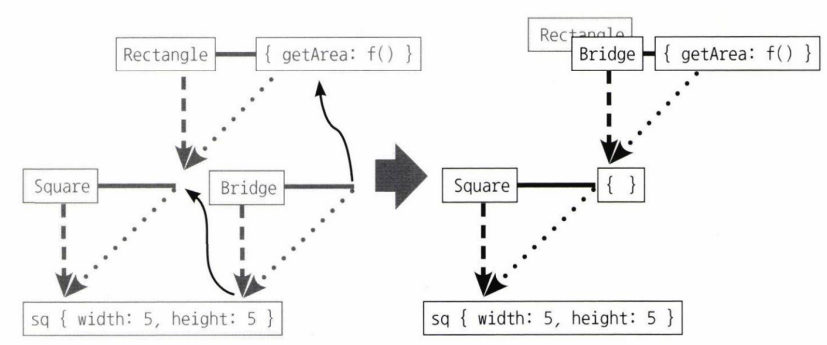 Rectangle
{ getArea: f() }
Square
Bridge
sq { width: 5, height: 5 }
Rectangle
Bridge
{ getArea: f() }
Square
{ }
sq { width: 5, height: 5 }